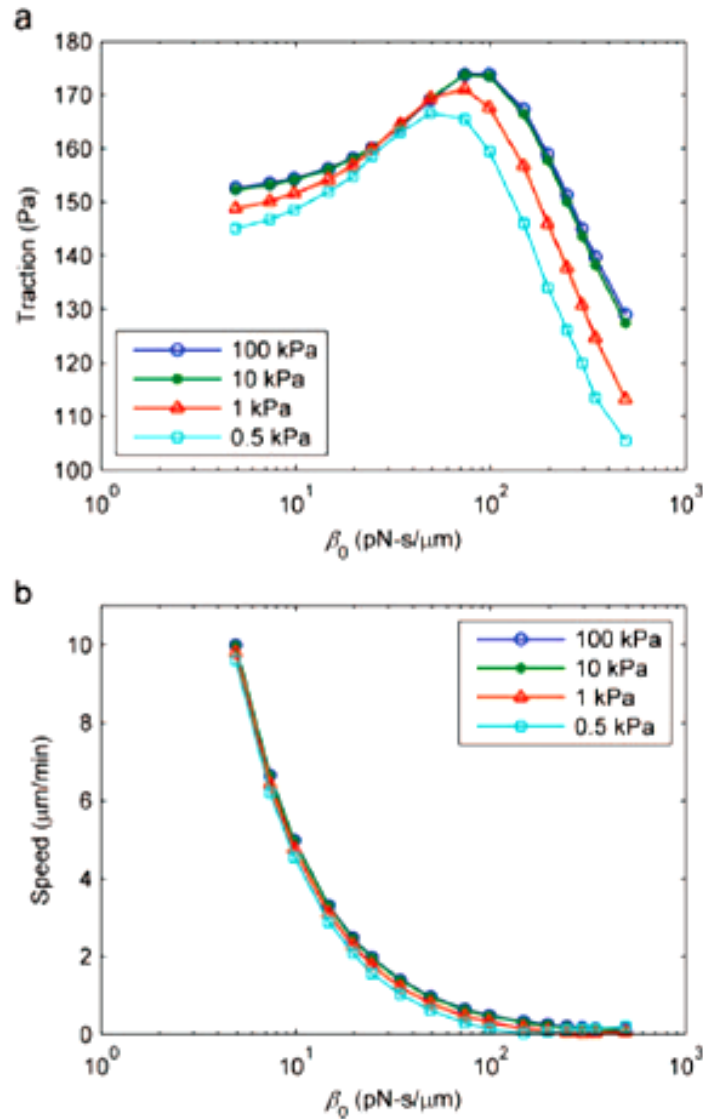 a
180
170
160
150
140
130
120
110
100
Traction (Pa)
100 kPa
10 kPa
1 kPa
0.5 kPa
10⁰
10¹
10²
10³
β₀ (pN-s/μm)
b
10
8
6
4
2
0
Speed (μm/min)
100 kPa
10 kPa
1 kPa
0.5 kPa
10⁰
10¹
10²
10³
β₀ (pN-s/μm)